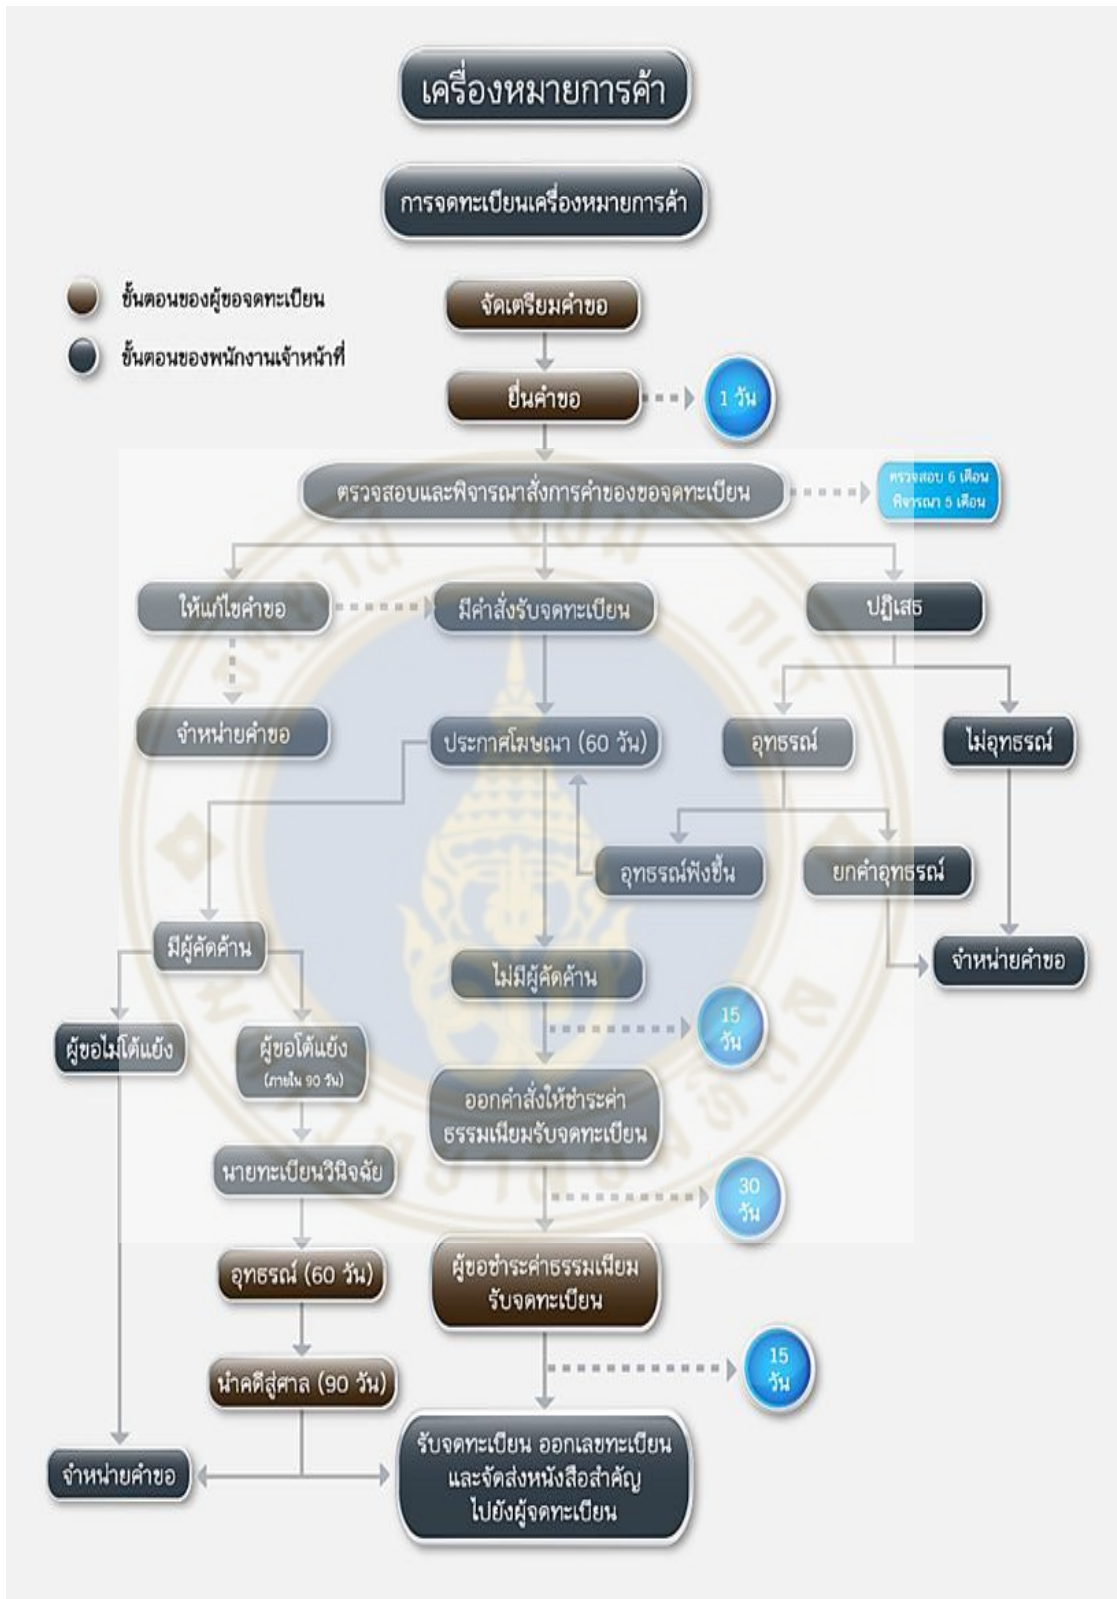 เครื่องหมายการค้า
การจดทะเบียนเครื่องหมายการค้า
ขั้นตอนของผู้ขอจดทะเบียน
ขั้นตอนของพนักงานเจ้าหน้าที่
จัดเตรียมคำขอ
ยื่นคำขอ
1 วัน
ตรวจสอบและพิจารณาสั่งการคำของขอจดทะเบียน
ตรวจสอบ 6 เดือน
พิจารณา 5 เดือน
ให้แก้ไขคำขอ
มีคำสั่งรับจดทะเบียน
ปฏิเสธ
จำหน่ายคำขอ
ประกาศโฆษณา (60 วัน)
อุทธรณ์
ไม่อุทธรณ์
อุทธรณ์ฟังขึ้น
ยกคำอุทธรณ์
มีผู้คัดค้าน
ไม่มีผู้คัดค้าน
จำหน่ายคำขอ
15
วัน
ผู้ขอไม่โต้แย้ง
ผู้ขอโต้แย้ง
(ภายใน 90 วัน)
ออกคำสั่งให้ชำระค่า
ธรรมเนียมรับจดทะเบียน
นายทะเบียนวินิจฉัย
30
วัน
อุทธรณ์ (60 วัน)
ผู้ขอชำระค่าธรรมเนียม
รับจดทะเบียน
15
วัน
นำคดีสู่ศาล (90 วัน)
จำหน่ายคำขอ
รับจดทะเบียน ออกเลขทะเบียน
และจัดส่งหนังสือสำคัญ
ไปยังผู้จดทะเบียน